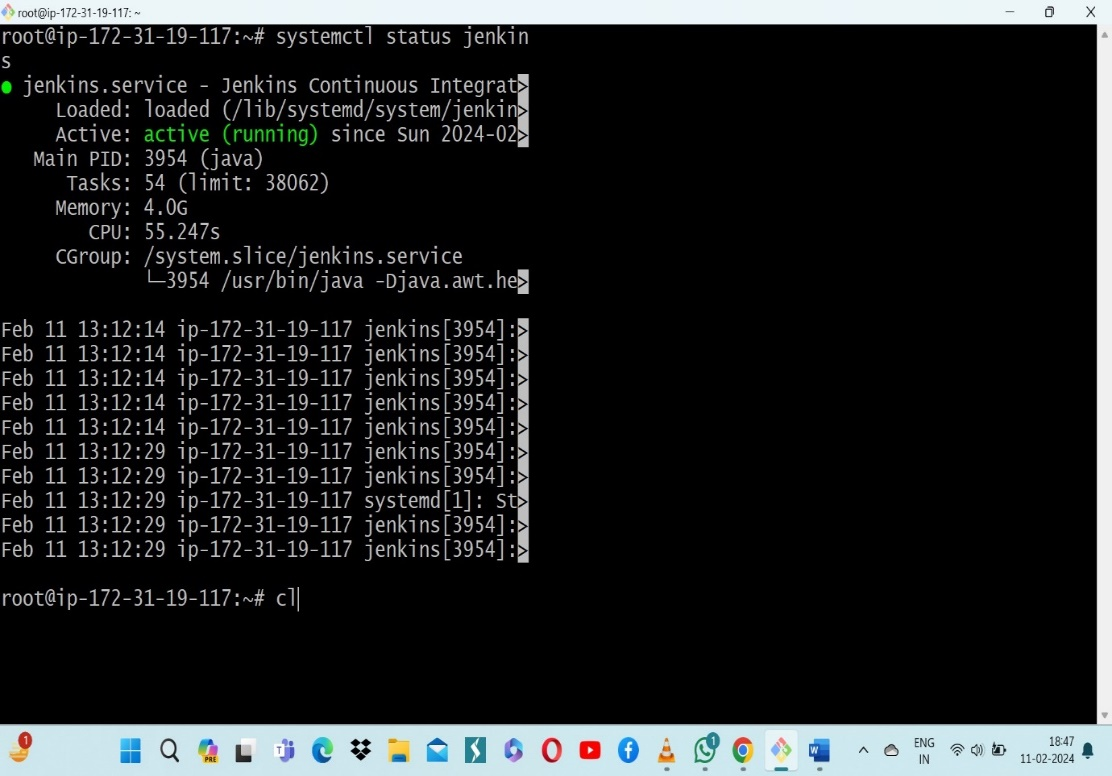 root@ip-172-31-19-117: ~
root@ip-172-31-19-117:~# systemctl status jenkin
s
● jenkins.service - Jenkins Continuous Integrat>
Loaded: loaded (/lib/systemd/system/jenkin>
Active: active (running) since Sun 2024-02>
Main PID: 3954 (java)
Tasks: 54 (limit: 38062)
Memory: 4.0G
CPU: 55.247s
CGroup: /system.slice/jenkins.service
└─3954 /usr/bin/java -Djava.awt.he>
Feb 11 13:12:14 ip-172-31-19-117 jenkins[3954]:>
Feb 11 13:12:14 ip-172-31-19-117 jenkins[3954]:>
Feb 11 13:12:14 ip-172-31-19-117 jenkins[3954]:>
Feb 11 13:12:14 ip-172-31-19-117 jenkins[3954]:>
Feb 11 13:12:14 ip-172-31-19-117 jenkins[3954]:>
Feb 11 13:12:29 ip-172-31-19-117 jenkins[3954]:>
Feb 11 13:12:29 ip-172-31-19-117 jenkins[3954]:>
Feb 11 13:12:29 ip-172-31-19-117 systemd[1]: St>
Feb 11 13:12:29 ip-172-31-19-117 jenkins[3954]:>
Feb 11 13:12:29 ip-172-31-19-117 jenkins[3954]:>
root@ip-172-31-19-117:~# cl
1
PRE
1
ENG
IN
18:47
11-02-2024